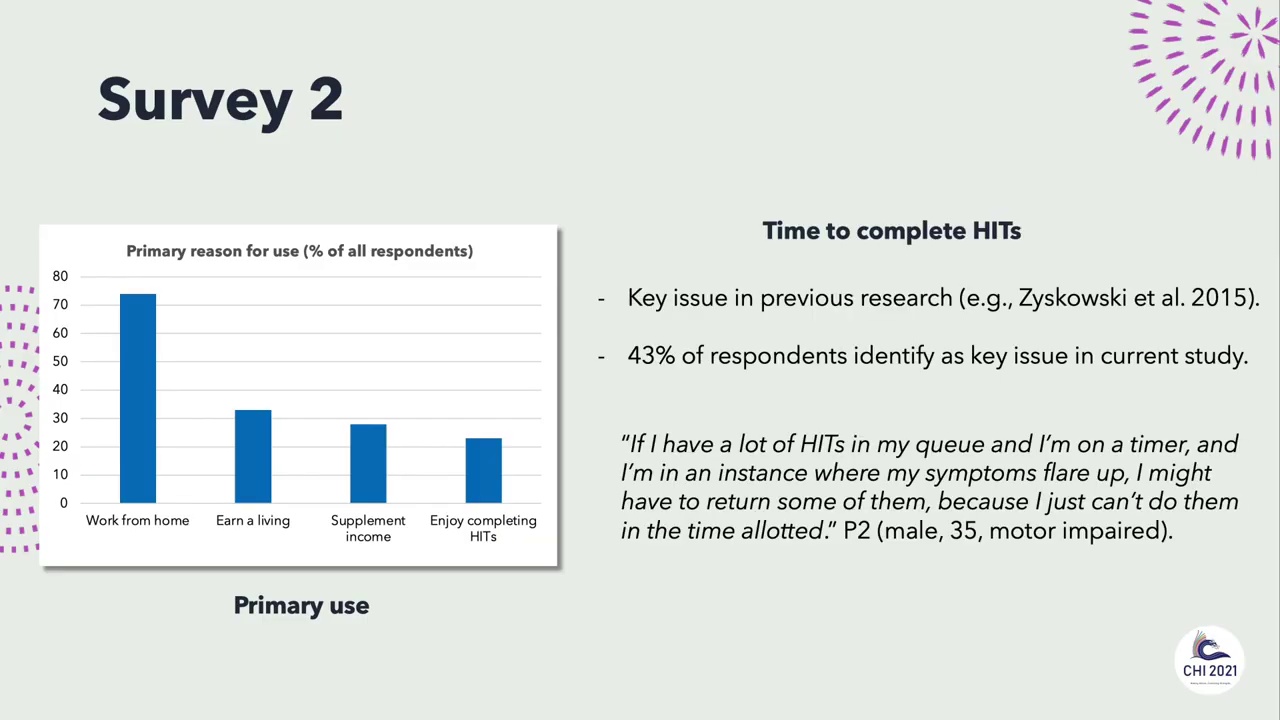 Survey 2
Primary reason for use (% of all respondents)
80
70
60
50
40
30
20
10
0
Work from home
Earn a living
Supplement
income
Enjoy completing
HITs
Primary use
Time to complete HITs
- Key issue in previous research (e.g., Zyskowski et al. 2015).
- 43% of respondents identify as key issue in current study.
"If I have a lot of HITs in my queue and I'm on a timer, and
I'm in an instance where my symptoms flare up, I might
have to return some of them, because I just can't do them
in the time allotted." P2 (male, 35, motor impaired).
CHI 2021